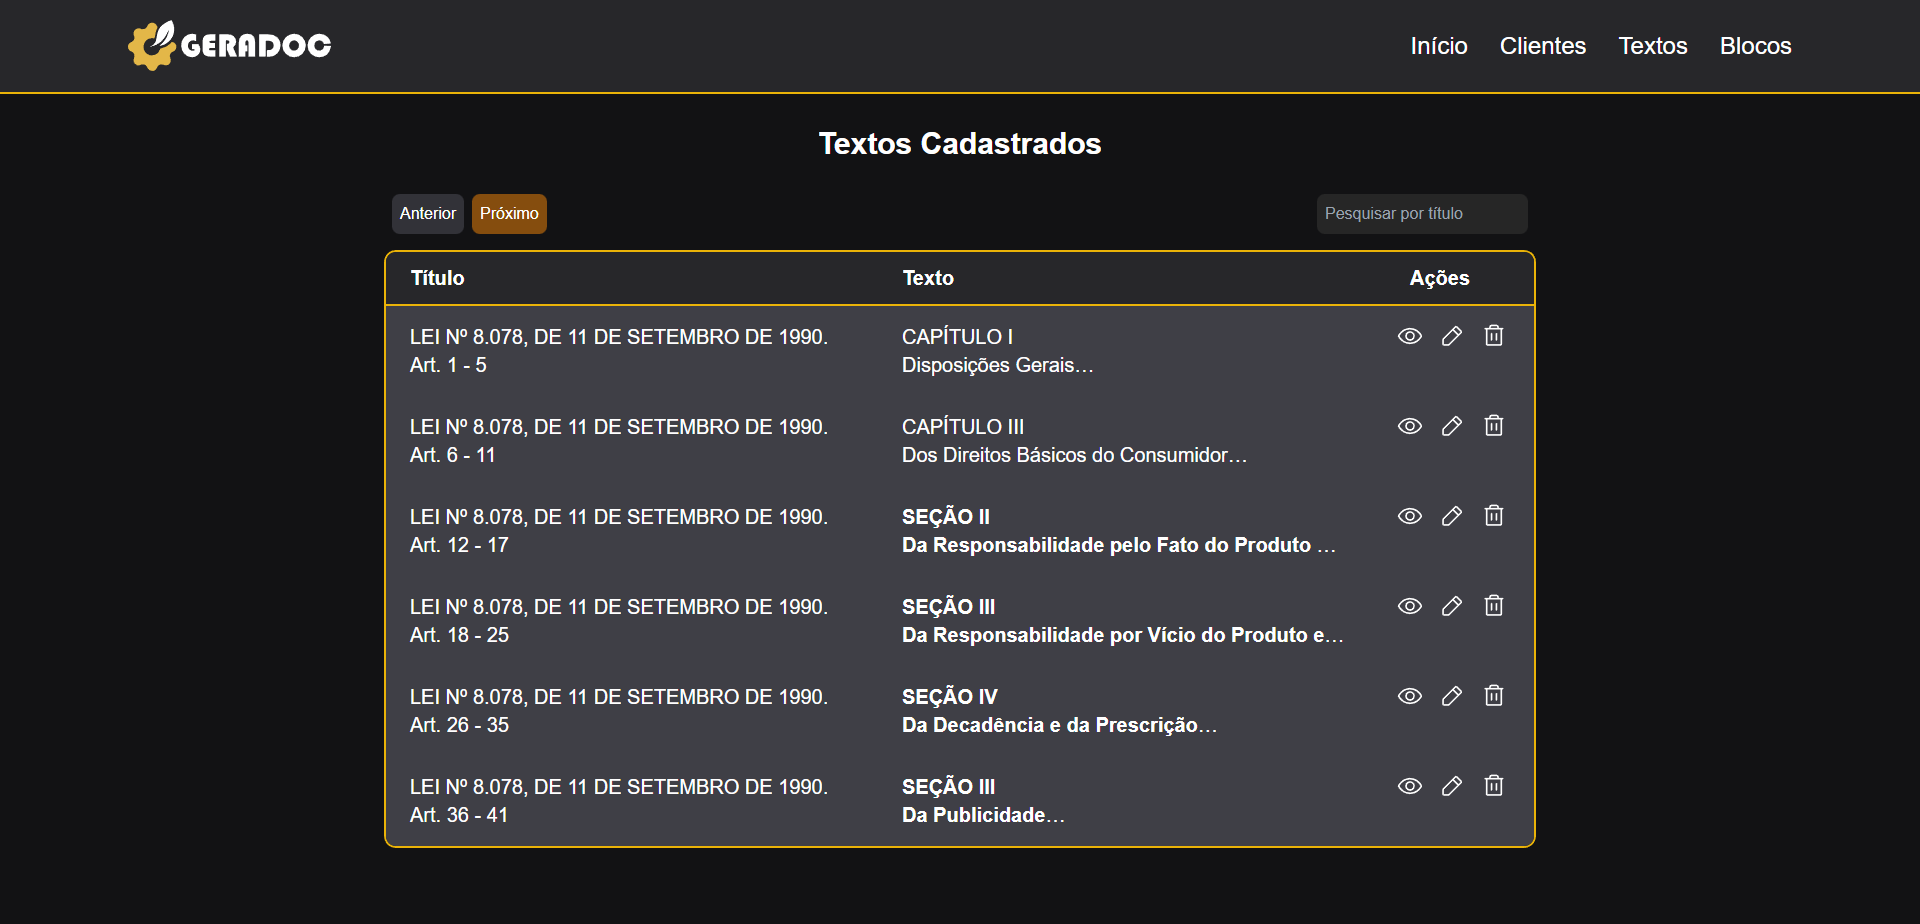 GERADOC
Início Clientes Textos Blocos
Textos Cadastrados
Anterior Próximo Pesquisar por título
Título Texto Ações
LEI Nº 8.078, DE 11 DE SETEMBRO DE 1990. CAPÍTULO I
Art. 1 - 5 Disposições Gerais…
LEI Nº 8.078, DE 11 DE SETEMBRO DE 1990. CAPÍTULO III
Art. 6 - 11 Dos Direitos Básicos do Consumidor…
LEI Nº 8.078, DE 11 DE SETEMBRO DE 1990. SEÇÃO II
Art. 12 - 17 Da Responsabilidade pelo Fato do Produto …
LEI Nº 8.078, DE 11 DE SETEMBRO DE 1990. SEÇÃO III
Art. 18 - 25 Da Responsabilidade por Vício do Produto e…
LEI Nº 8.078, DE 11 DE SETEMBRO DE 1990. SEÇÃO IV
Art. 26 - 35 Da Decadência e da Prescrição…
LEI Nº 8.078, DE 11 DE SETEMBRO DE 1990. SEÇÃO III
Art. 36 - 41 Da Publicidade…